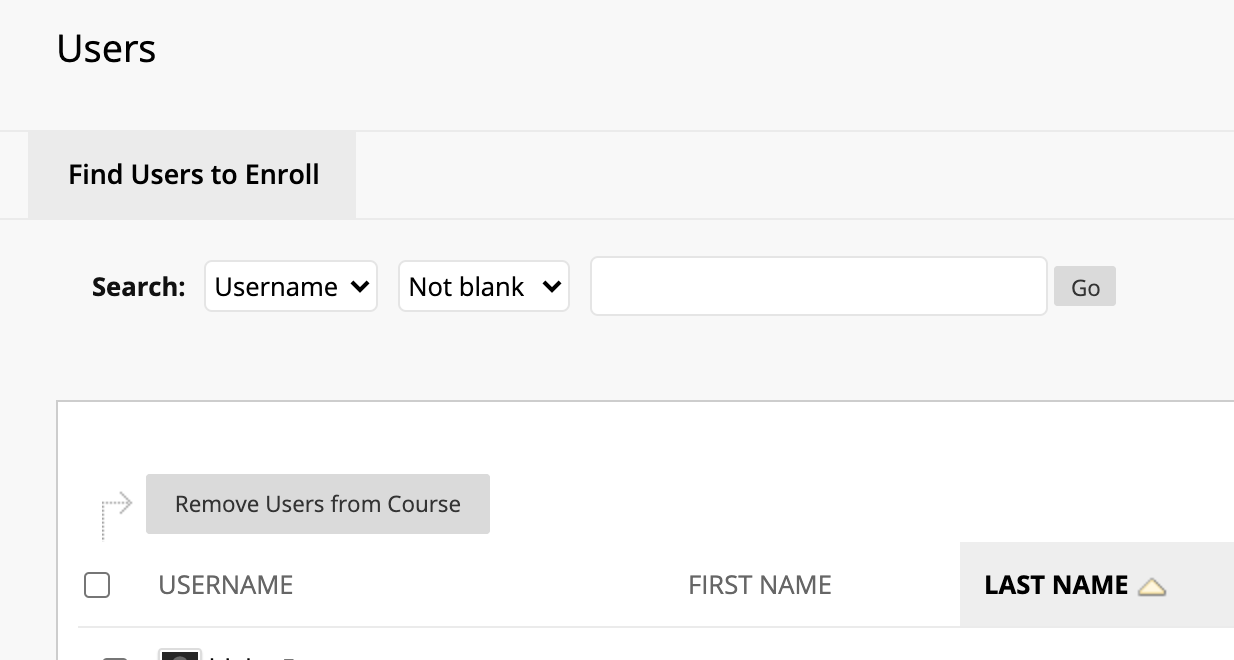 Users
Find Users to Enroll
Search: Username Not blank Go
Remove Users from Course
USERNAME FIRST NAME LAST NAME